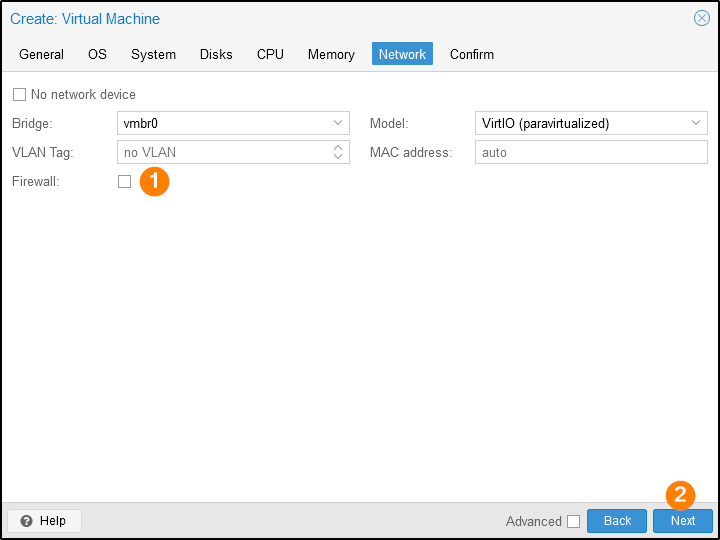 Create: Virtual Machine
General OS System Disks CPU Memory Network Confirm
No network device
Bridge: vmbr0 Model: VirtIO (paravirtualized)
VLAN Tag: no VLAN MAC address: auto
Firewall: 1
2
? Help Advanced Back Next